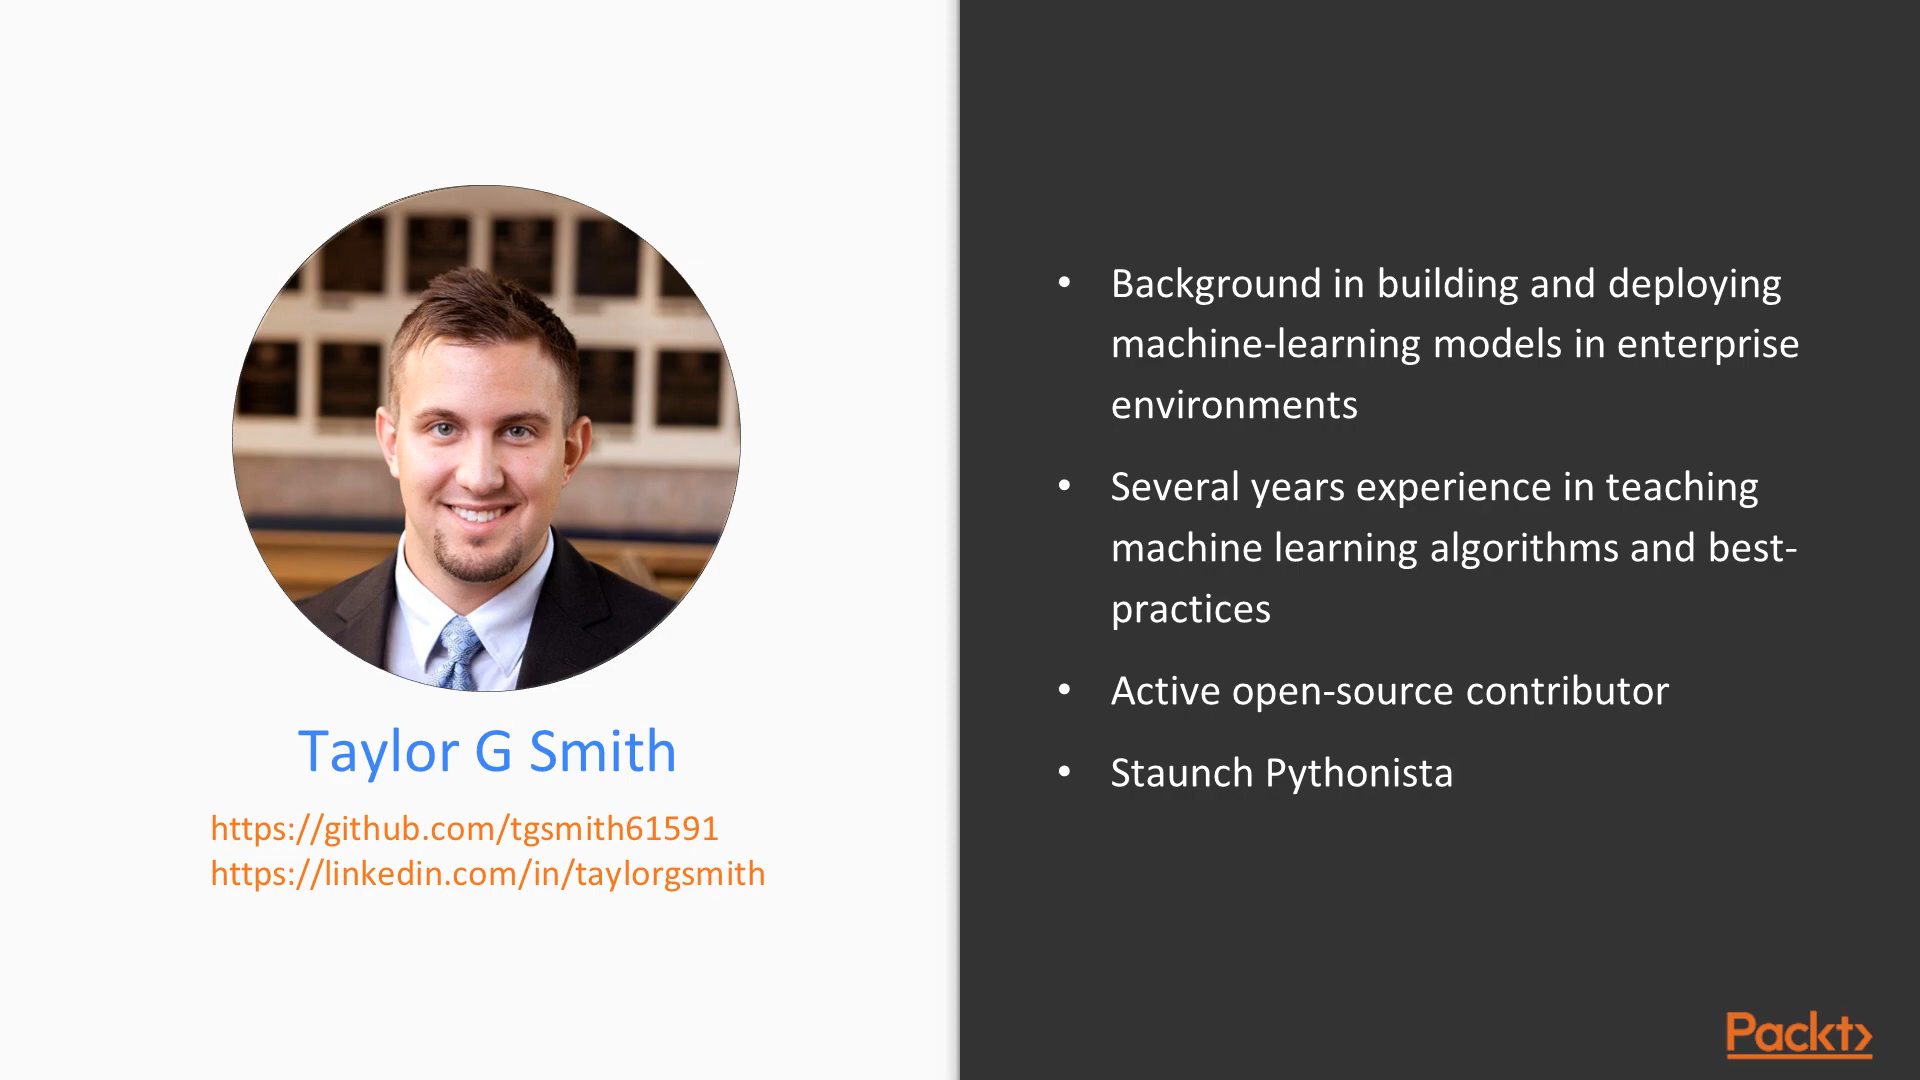 Taylor G Smith
https://github.com/tgsmith61591
https://linkedin.com/in/taylorgsmith
• Background in building and deploying
machine-learning models in enterprise
environments
• Several years experience in teaching
machine learning algorithms and best-
practices
• Active open-source contributor
• Staunch Pythonista
Packt>